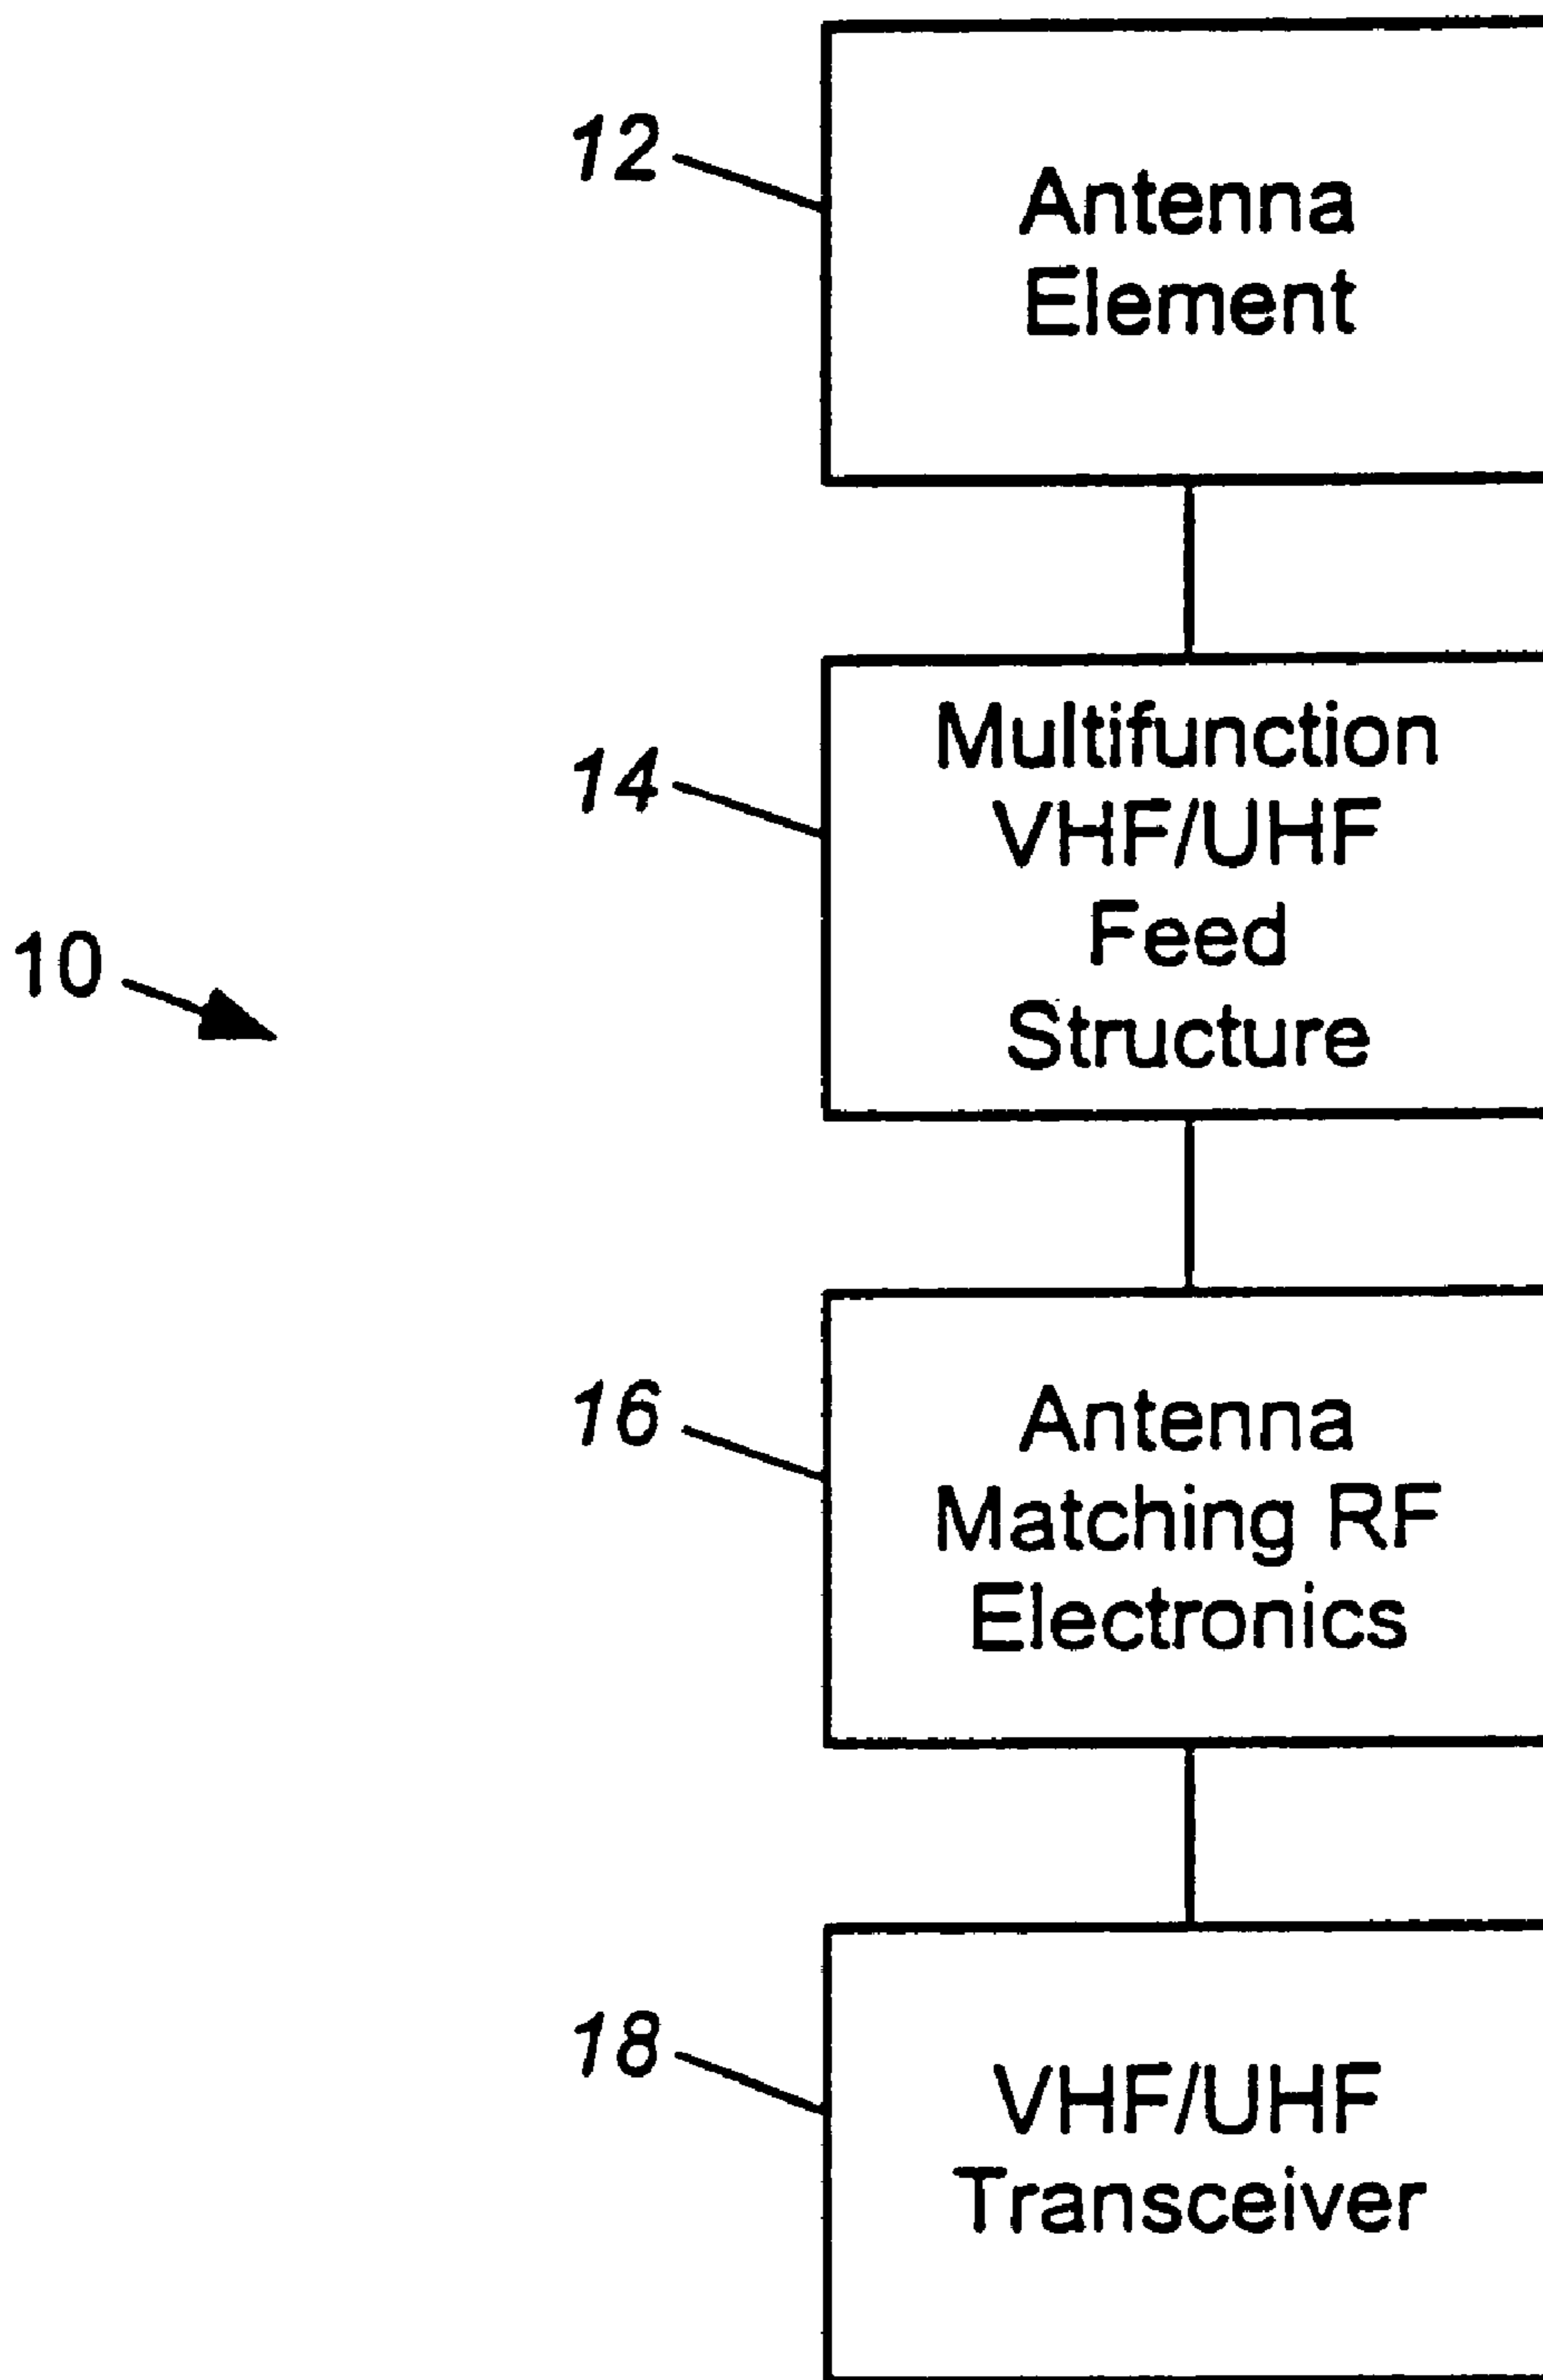 12
Antenna
Element
14
Multifunction
VHF/UHF
Feed
Structure
10
16
Antenna
Matching RF
Electronics
18
VHF/UHF
Transceiver